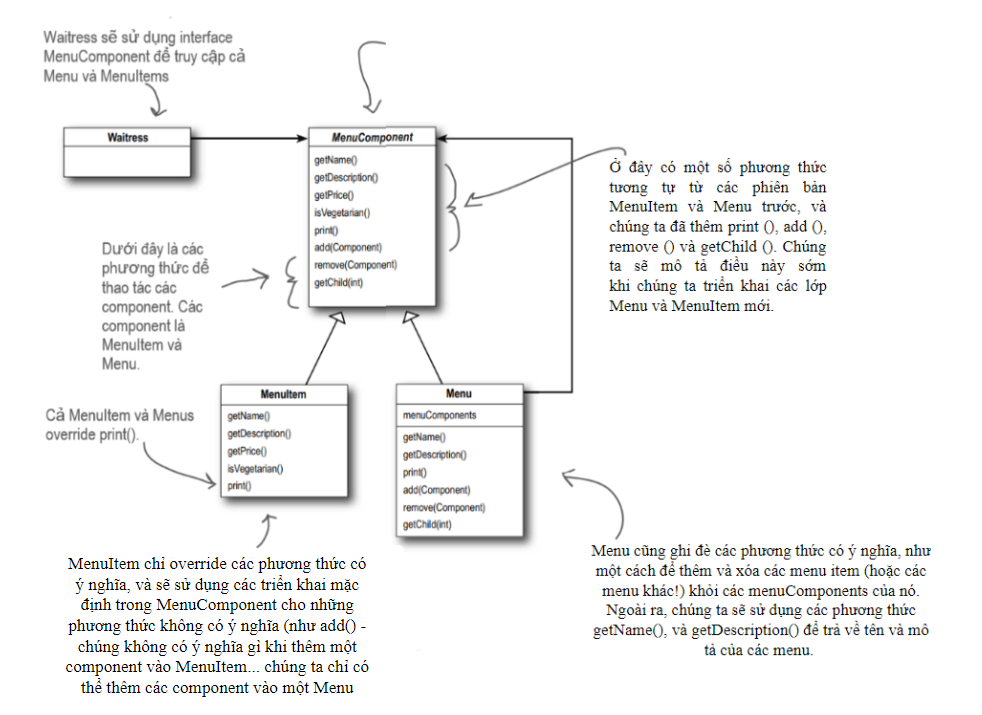 Waitress sẽ sử dụng interface
MenuComponent để truy cập cả
Menu và MenuItems
Waitress
MenuComponent
getName()
getDescription()
getPrice()
isVegetarian()
print()
add(Component)
remove(Component)
getChild(int)
Ở đây có một số phương thức
tương tự từ các phiên bản
MenuItem và Menu trước, và
chúng ta đã thêm print (), add (),
remove () và getChild (). Chúng
ta sẽ mô tả điều này sớm
khi chúng ta triển khai các lớp
Menu và MenuItem mới.
Dưới đây là các
phương thức để
thao tác các
component. Các
component là
MenuItem và
Menu.
Cả MenuItem và Menus
override print().
MenuItem
getName()
getDescription()
getPrice()
isVegetarian()
print()
Menu
menuComponents
getName()
getDescription()
print()
add(Component)
remove(Component)
getChild(int)
MenuItem chỉ override các phương thức có
ý nghĩa, và sẽ sử dụng các triển khai mặc
định trong MenuComponent cho những
phương thức không có ý nghĩa (như add() -
chúng không có ý nghĩa gì khi thêm một
component vào MenuItem... chúng ta chỉ có
thể thêm các component vào một Menu
Menu cũng ghi đè các phương thức có ý nghĩa, như
một cách để thêm và xóa các menu item (hoặc các
menu khác!) khỏi các menuComponents của nó.
Ngoài ra, chúng ta sẽ sử dụng các phương thức
getName(), và getDescription() để trả về tên và mô
tả của các menu.